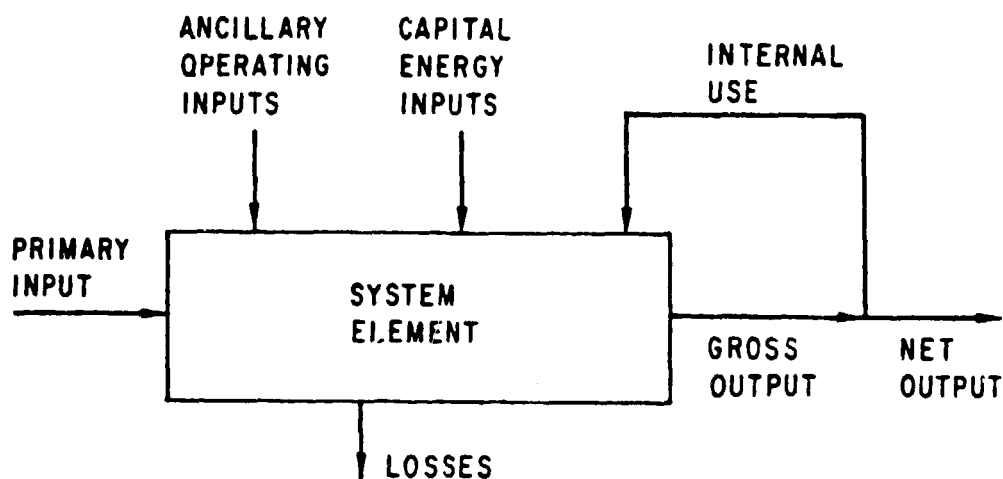 ANCILLARY
OPERATING
INPUTS
CAPITAL
ENERGY
INPUTS
INTERNAL
USE
PRIMARY
INPUT
SYSTEM
ELEMENT
GROSS
OUTPUT
NET
OUTPUT
LOSSES